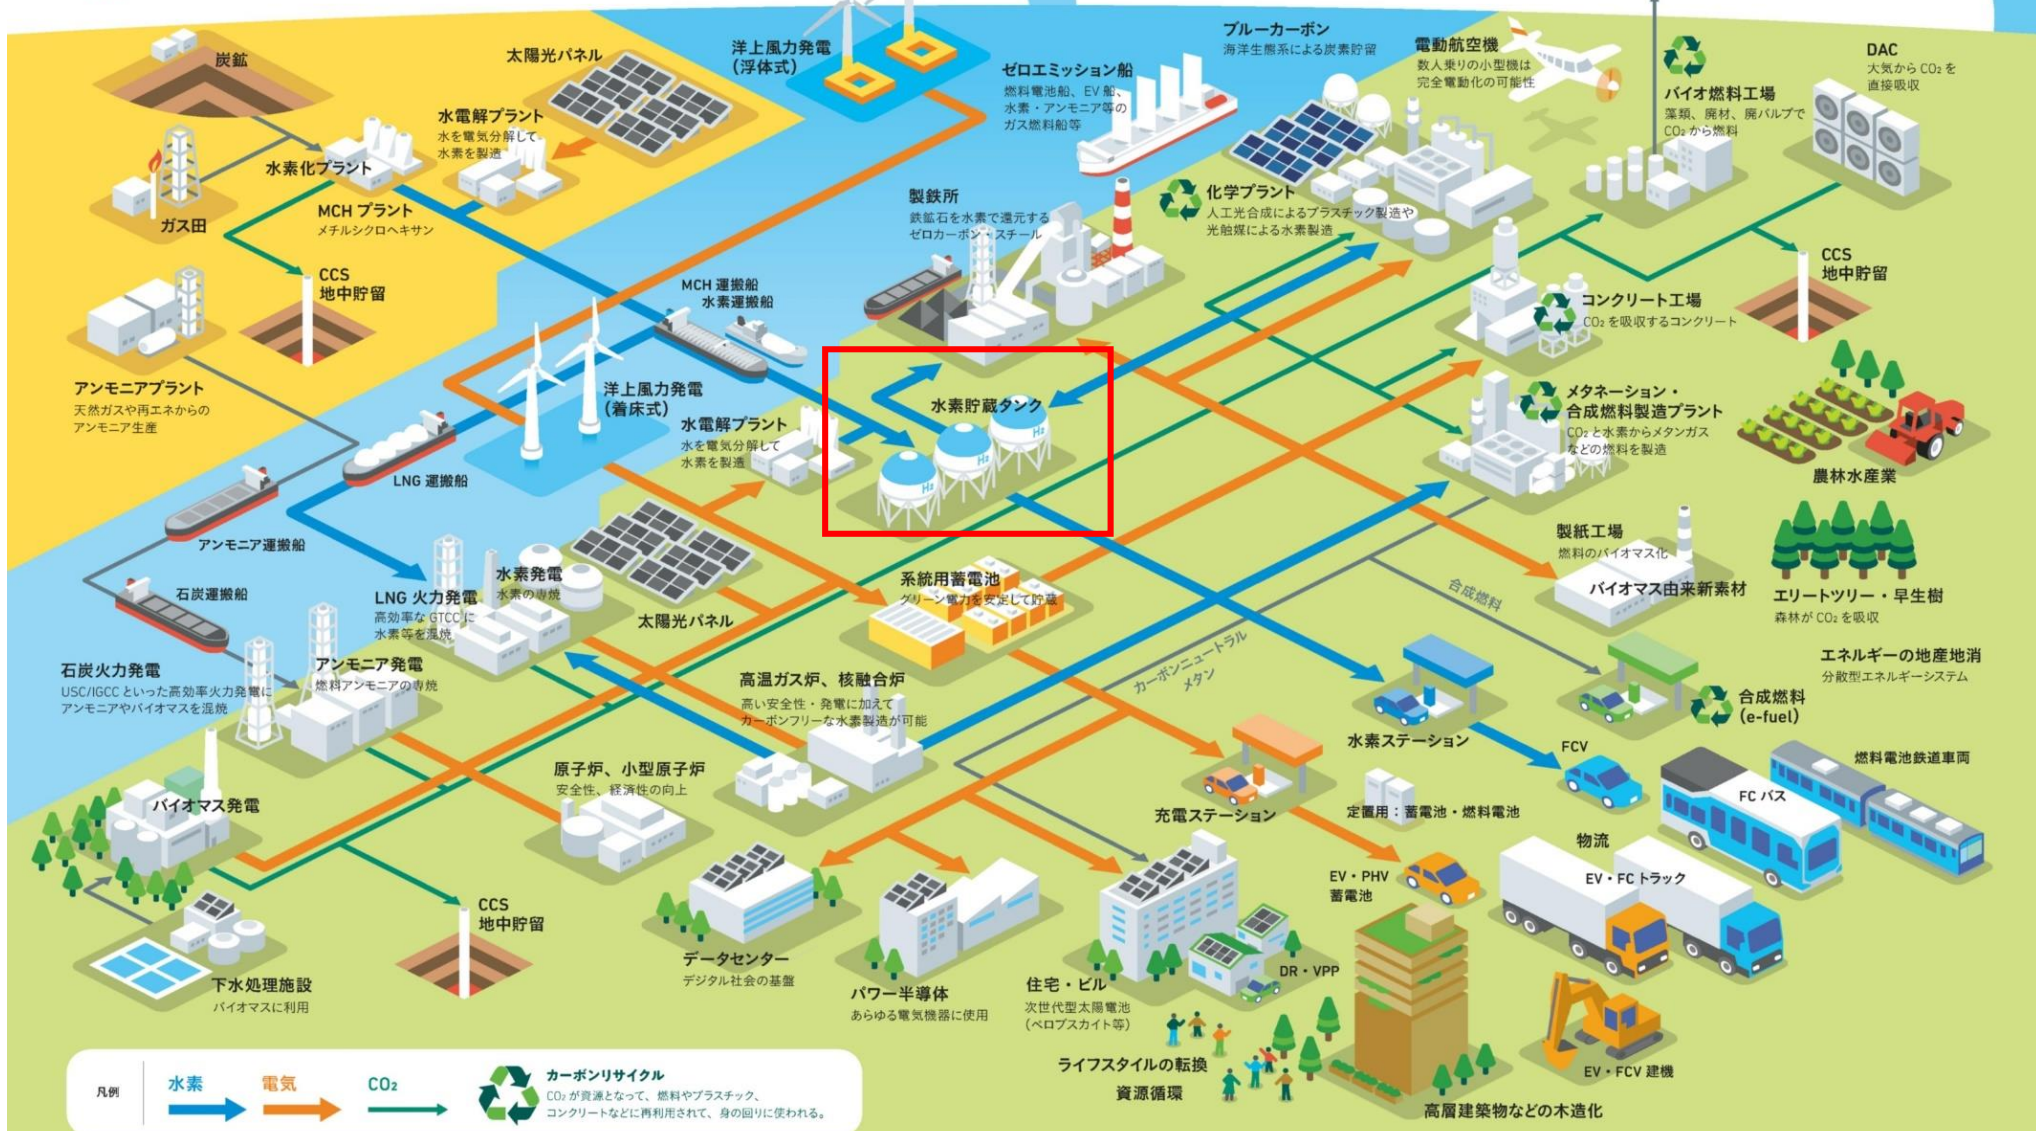 炭鉱
太陽光パネル
水電解プラント
水を電気分解して
水素を製造
水素化プラント
MCH プラント
メチルシクロヘキサン
ガス田
CCS
地中貯留
アンモニアプラント
天然ガスや再エネからの
アンモニア生産
洋上風力発電
(浮体式)
ゼロエミッション船
燃料電池船、EV 船、
水素・アンモニア等の
ガス燃料船等
ブルーカーボン
海洋生態系による炭素貯留
電動航空機
数人乗りの小型機は
完全電動化の可能性
バイオ燃料工場
藻類、廃材、廃パルプで
CO₂ から燃料
DAC
大気から CO₂ を
直接吸収
製鉄所
鉄鉱石を水素で還元する
ゼロカーボン・スチール
化学プラント
人工光合成によるプラスチック製造や
光触媒による水素製造
CCS
地中貯留
コンクリート工場
CO₂ を吸収するコンクリート
MCH 運搬船
水素運搬船
洋上風力発電
(着床式)
水電解プラント
水を電気分解して
水素を製造
水素貯蔵タンク
H₂
H₂
H₂
メタネーション・
合成燃料製造プラント
CO₂ と水素からメタンガス
などの燃料を製造
農林水産業
LNG 運搬船
アンモニア運搬船
石炭運搬船
水素発電
水素の専焼
LNG 火力発電
高効率な GTCC に
水素等を混焼
太陽光パネル
系統用蓄電池
グリーン電力を安定して貯蔵
製紙工場
燃料のバイオマス化
バイオマス由来新素材
エリートツリー・早生樹
森林が CO₂ を吸収
合成燃料
カーボンニュートラル
メタン
石炭火力発電
USC/IGCC といった高効率火力発電に
アンモニアやバイオマスを混焼
アンモニア発電
燃料アンモニアの専焼
高温ガス炉、核融合炉
高い安全性・発電に加えて
カーボンフリーな水素製造が可能
エネルギーの地産地消
分散型エネルギーシステム
合成燃料
(e-fuel)
水素ステーション
FCV
燃料電池鉄道車両
FC バス
原子炉、小型原子炉
安全性、経済性の向上
バイオマス発電
充電ステーション
定置用：蓄電池・燃料電池
物流
EV・FC トラック
EV・PHV
蓄電池
CCS
地中貯留
下水処理施設
バイオマスに利用
データセンター
デジタル社会の基盤
パワー半導体
あらゆる電気機器に使用
住宅・ビル
次世代型太陽電池
(ペロブスカイト等)
DR・VPP
ライフスタイルの転換
資源循環
高層建築物などの木造化
EV・FCV 建機
凡例
水素
電気
CO₂
カーボンリサイクル
CO₂ が資源となって、燃料やプラスチック、
コンクリートなどに再利用されて、身の回りに使われる。